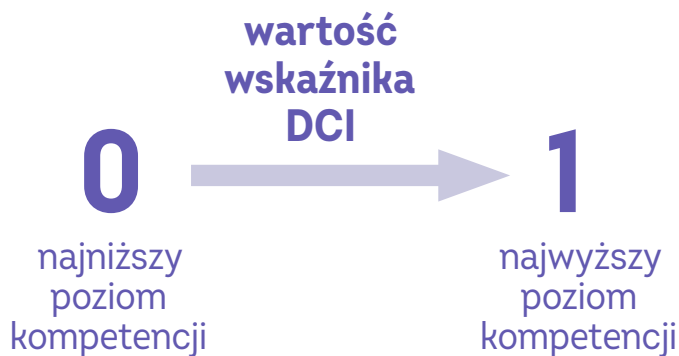 wartość
wskaźnika
DCI
0
1
najniższy
poziom
kompetencji
najwyższy
poziom
kompetencji